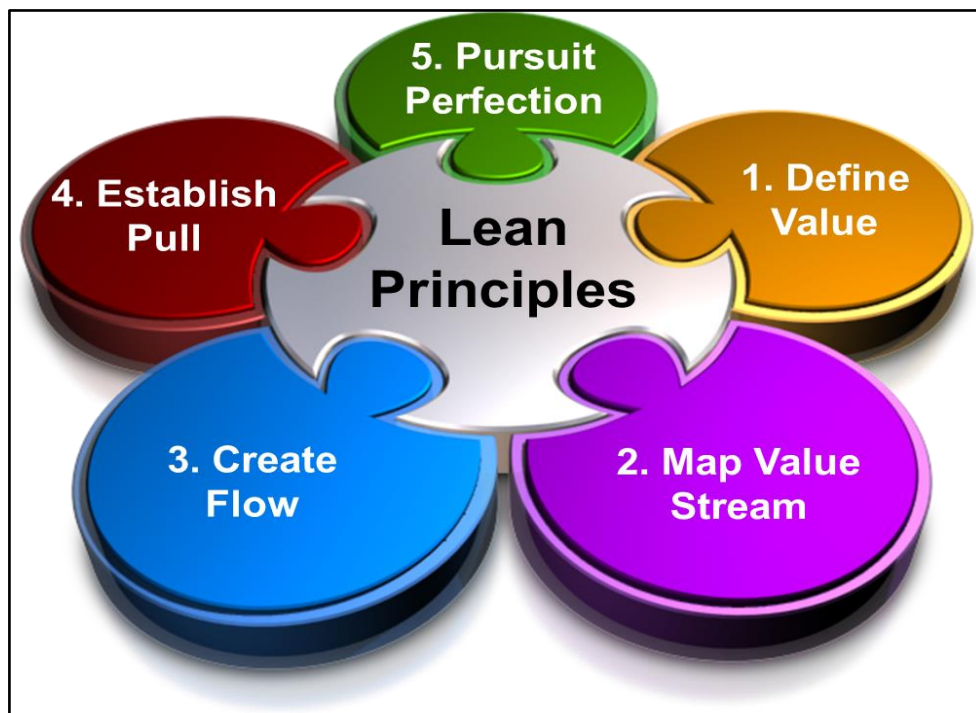 Lean
Principles
1. Define
Value
2. Map Value
Stream
3. Create
Flow
4. Establish
Pull
5. Pursuit
Perfection